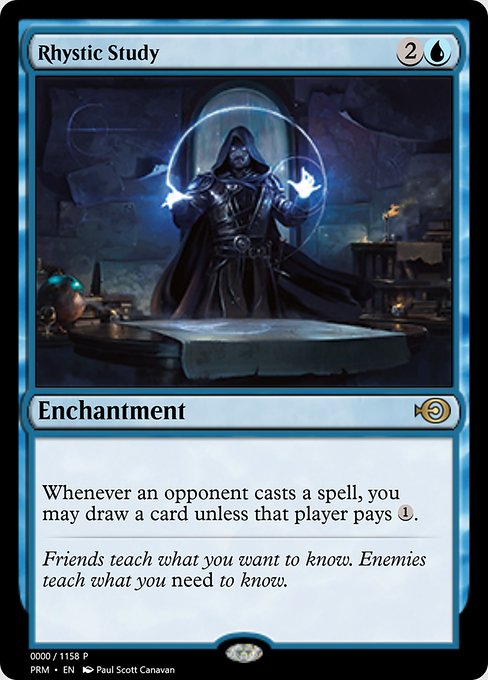 Rhystic Study 2
Enchantment
Whenever an opponent casts a spell, you
may draw a card unless that player pays 1.
Friends teach what you want to know. Enemies
teach what you need to know.
0000 / 1158 P
PRM • EN Paul Scott Canavan